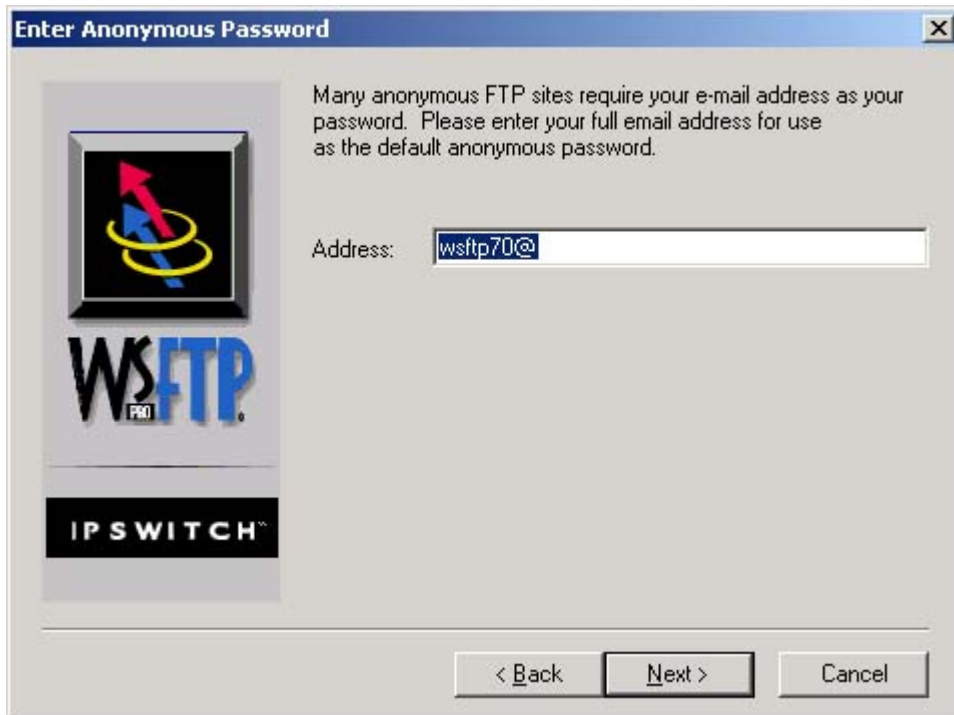 Enter Anonymous Password
Many anonymous FTP sites require your e-mail address as your
password.  Please enter your full email address for use
as the default anonymous password.
Address:
wsftp70@
WS FTP®
PRO
IPSWITCH™
< Back
Next >
Cancel